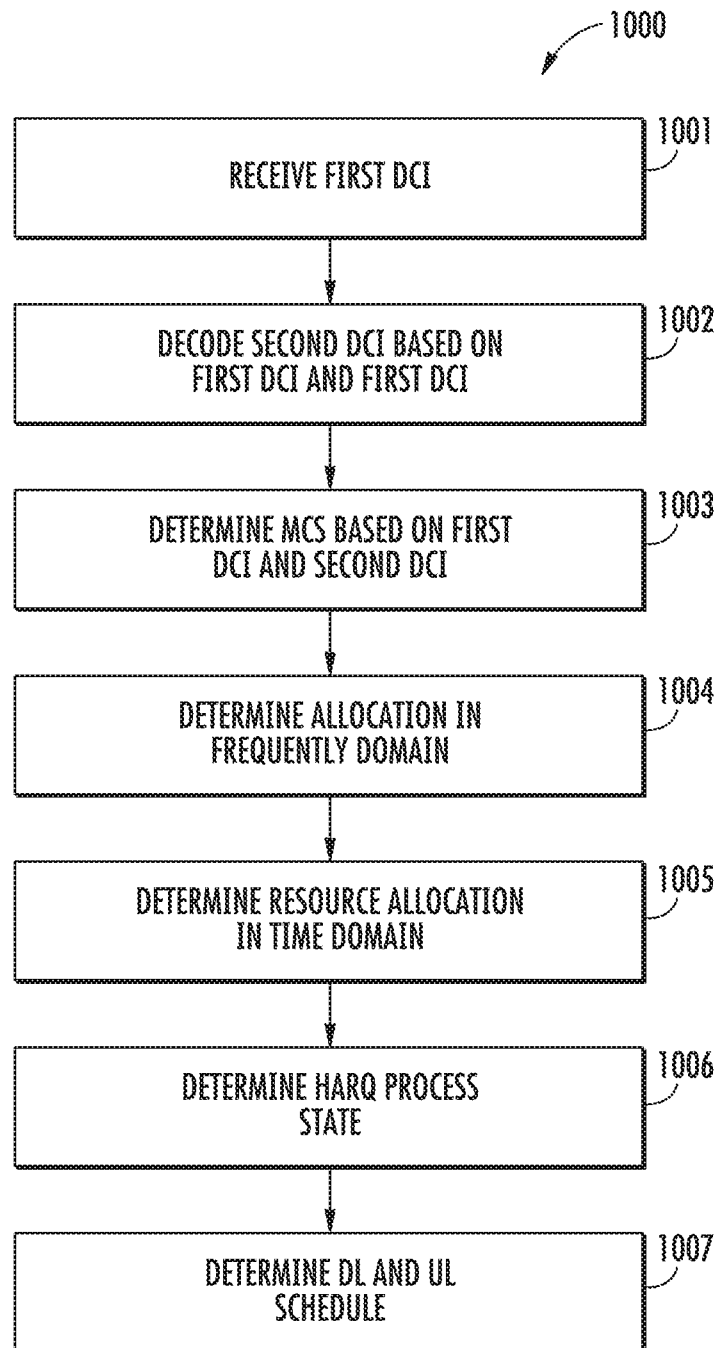 1000
RECEIVE FIRST DCI
1001
DECODE SECOND DCI BASED ON
FIRST DCI AND FIRST DCI
1002
DETERMINE MCS BASED ON FIRST
DCI AND SECOND DCI
1003
DETERMINE ALLOCATION IN
FREQUENTLY DOMAIN
1004
DETERMINE RESOURCE ALLOCATION
IN TIME DOMAIN
1005
DETERMINE HARQ PROCESS
STATE
1006
DETERMINE DL AND UL
SCHEDULE
1007